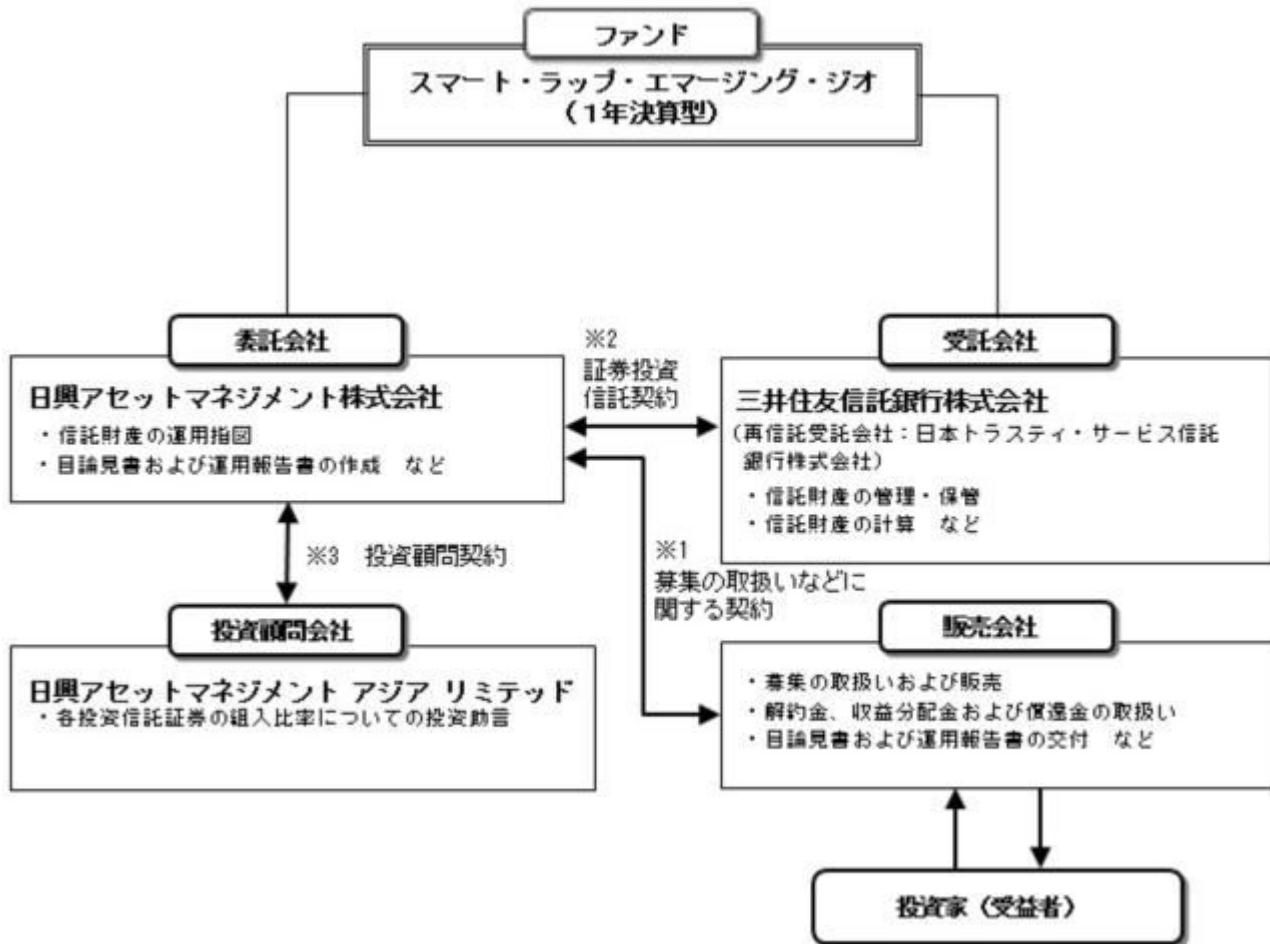 ファンド
スマート・ラップ・エマージング・ジオ
(1年決算型)
委託会社
日興アセットマネジメント株式会社
・信託財産の運用指図
・目論見書および運用報告書の作成 など
※2
証券投資
信託契約
受託会社
三井住友信託銀行株式会社
(再信託受託会社:日本トラスティ・サービス信託
銀行株式会社)
・信託財産の管理・保管
・信託財産の計算 など
※3 投資顧問契約
※1
募集の取扱いなどに
関する契約
投資顧問会社
日興アセットマネジメント アジア リミテッド
・各投資信託証券の組入比率についての投資助言
販売会社
・募集の取扱いおよび販売
・解約金、収益分配金および償還金の取扱い
・目論見書および運用報告書の交付 など
投資家(受益者)